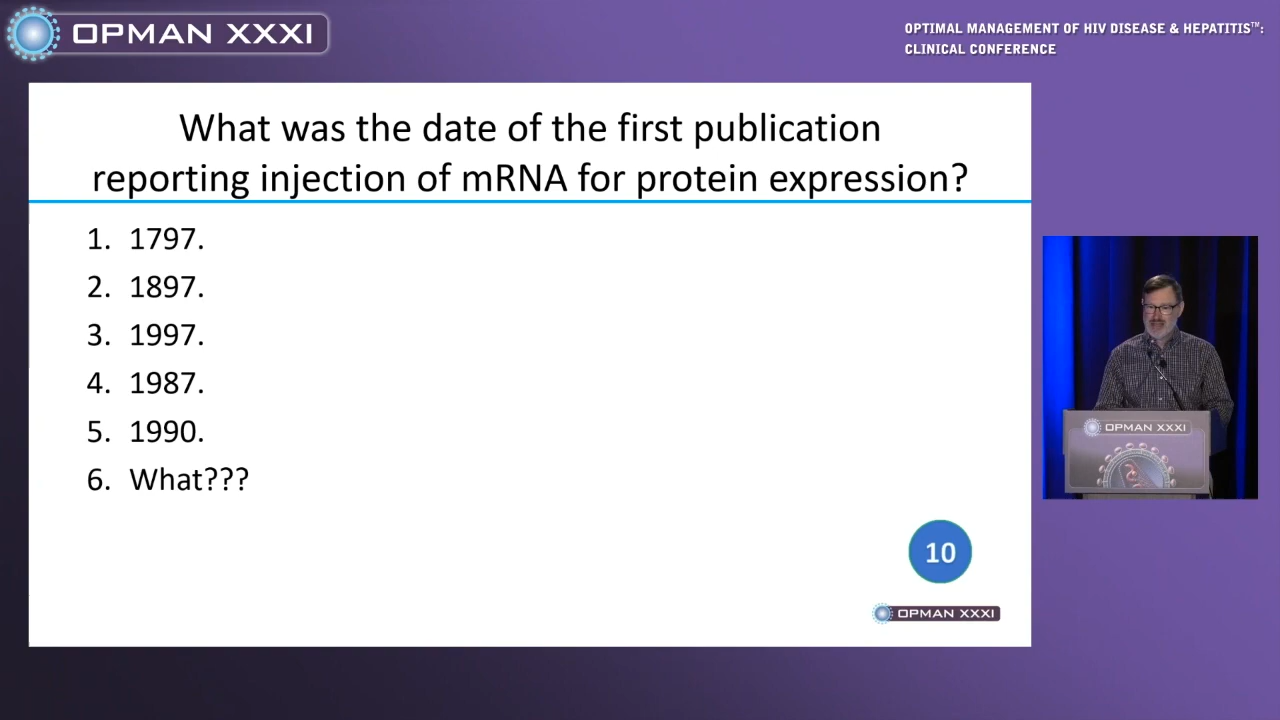 OPMAN XXXI
OPTIMAL MANAGEMENT OF HIV DISEASE & HEPATITIS™:
CLINICAL CONFERENCE
What was the date of the first publication
reporting injection of mRNA for protein expression?
1. 1797.
2. 1897.
3. 1997.
4. 1987.
5. 1990.
6. What???
10
OPMAN XXXI
OPMAN XXXI